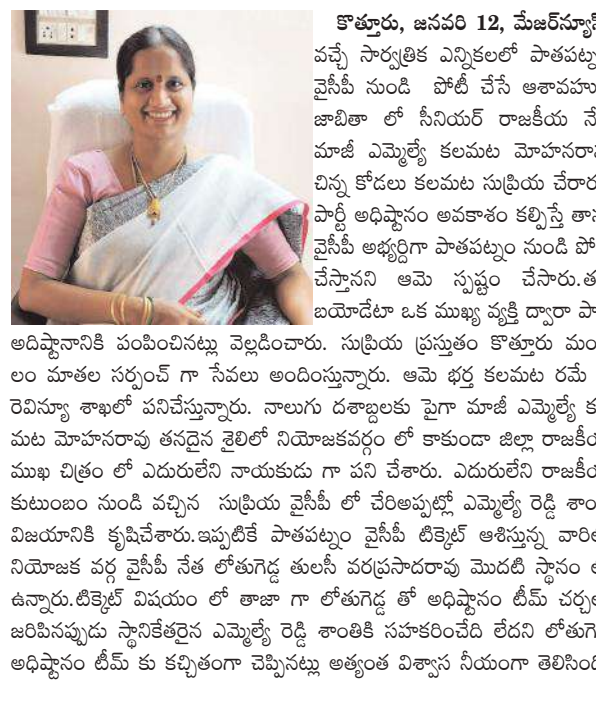 కొత్తూరు, జనవరి 12, మేజర్‌న్యూస్
వచ్చే సార్వత్రిక ఎన్నికలలో పాతపట్న
వైసీపీ నుండి పోటీ చేసే ఆశావహు
జాబితా లో సీనియర్ రాజకీయ నే
మాజీ ఎమ్మెల్యే కలమట మోహనరా
చిన్న కోడలు కలమట సుప్రియ చేరార
పార్టీ అధిష్టానం అవకాశం కల్పిస్తే తా
వైసీపీ అభ్యర్దిగా పాతపట్నం నుండి పో
చేస్తానని ఆమె స్పష్టం చేసారు.త
బయోడేటా ఒక ముఖ్య వ్యక్తి ద్వారా పా
అదిష్టానానికి పంపించినట్లు వెల్లడించారు. సుప్రియ ప్రస్తుతం కొత్తూరు మం
లం మాతల సర్పంచ్ గా సేవలు అందింస్తున్నారు. ఆమె భర్త కలమట రమే
రెవిన్యూ శాఖలో పనిచేస్తున్నారు. నాలుగు దశాబ్దలకు పైగా మాజీ ఎమ్మెల్యే క
మట మోహనరావు తనదైన శైలిలో నియోజకవర్గం లో కాకుండా జిల్లా రాజకీయ
ముఖ చిత్రం లో ఎదురులేని నాయకుడు గా పని చేశారు. ఎదురులేని రాజకీయ
కుటుంబం నుండి వచ్చిన సుప్రియ వైసీపీ లో చేరిఅప్పట్లో ఎమ్మెల్యే రెడ్డి శాం
విజయానికి కృషిచేశారు.ఇప్పటికే పాతపట్నం వైసీపీ టిక్కెట్ ఆశిస్తున్న వారి
నియోజక వర్గ వైసీపీ నేత లోతుగెడ్డ తులసీ వరప్రసాదరావు మొదటి స్థానం ల
ఉన్నారు.టిక్కెట్ విషయం లో తాజా గా లోతుగెడ్డ తో అధిష్టానం టీమ్ చర్చల
జరిపినప్పుడు స్థానికేతరైన ఎమ్మెల్యే రెడ్డి శాంతికి సహకరించేది లేదని లోతుగె
అధిష్టానం టీమ్ కు కచ్చితంగా చెప్పినట్లు అత్యంత విశ్వాస నీయంగా తెలిసింది